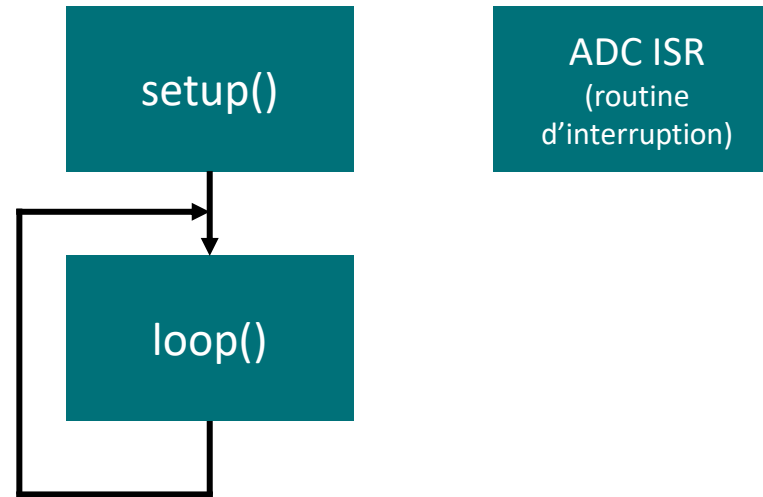 setup()
ADC ISR
(routine
d’interruption)
loop()